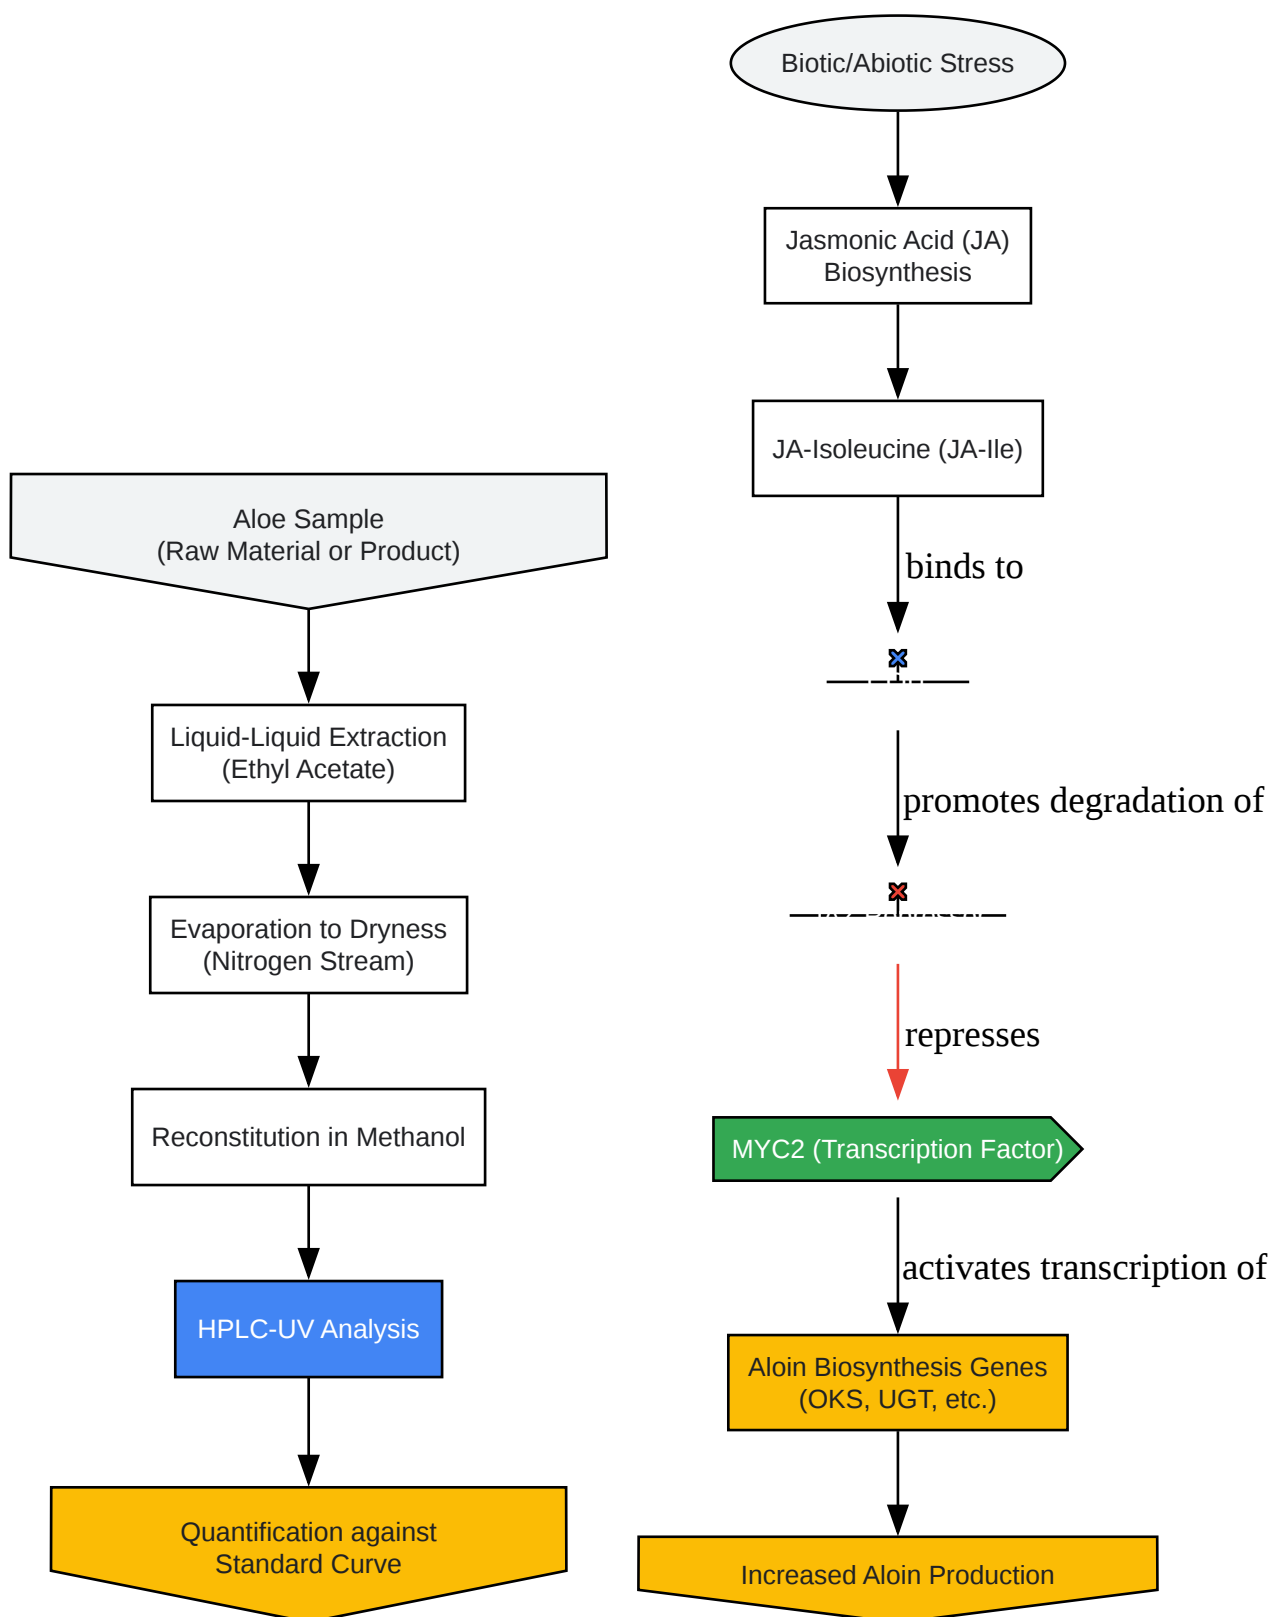 Aloe Sample
(Raw Material or Product)
Liquid-Liquid Extraction
(Ethyl Acetate)
Evaporation to Dryness
(Nitrogen Stream)
Reconstitution in Methanol
HPLC-UV Analysis
Quantification against
Standard Curve
Biotic/Abiotic Stress
Jasmonic Acid (JA)
Biosynthesis
JA-Isoleucine (JA-Ile)
binds to
promotes degradation of
represses
MYC2 (Transcription Factor)
activates transcription of
Aloin Biosynthesis Genes
(OKS, UGT, etc.)
Increased Aloin Production